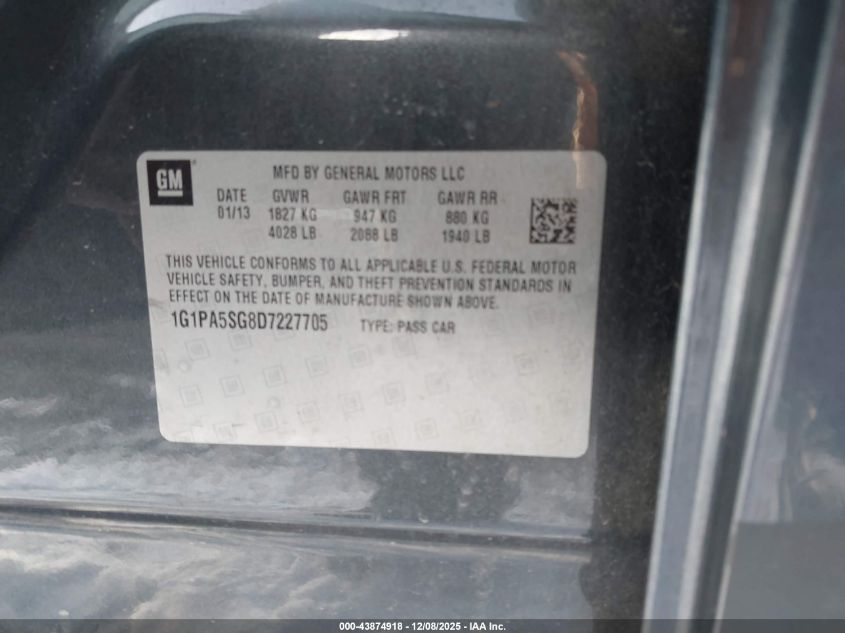 GM
MFD BY GENERAL MOTORS LLC
DATE GVWR GAWR FRT GAWR RR
01/13 1827 KG 947 KG 880 KG
4028 LB 2088 LB 1940 LB
THIS VEHICLE CONFORMS TO ALL APPLICABLE U.S. FEDERAL MOTOR
VEHICLE SAFETY, BUMPER, AND THEFT PREVENTION STANDARDS IN
EFFECT ON THE DATE OF MANUFACTURE SHOWN ABOVE.
1G1PA5SG8D7227705 TYPE: PASS CAR
000-43874918 - 12/08/2025 - IAA Inc.